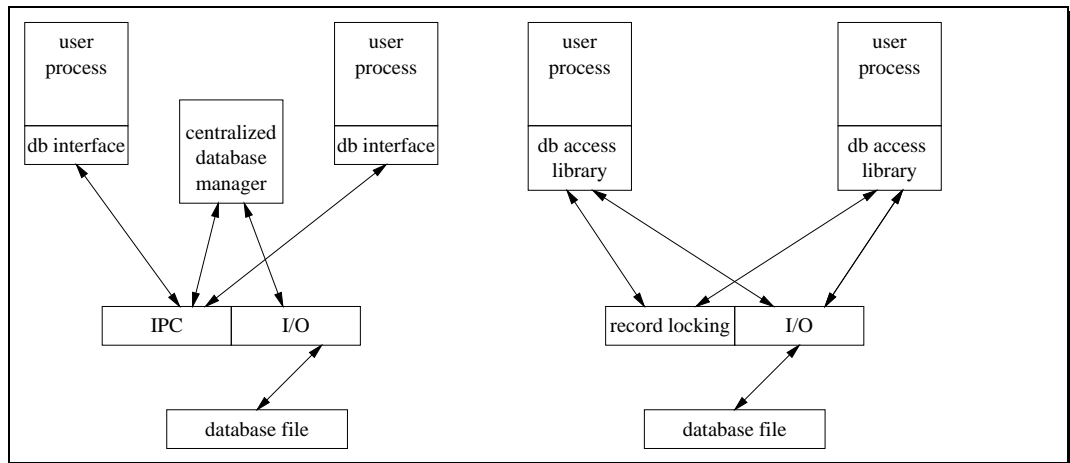 user
process
db interface
centralized
database
manager
user
process
db interface
IPC
I/O
database file
user
process
db access
library
user
process
db access
library
record locking
I/O
database file